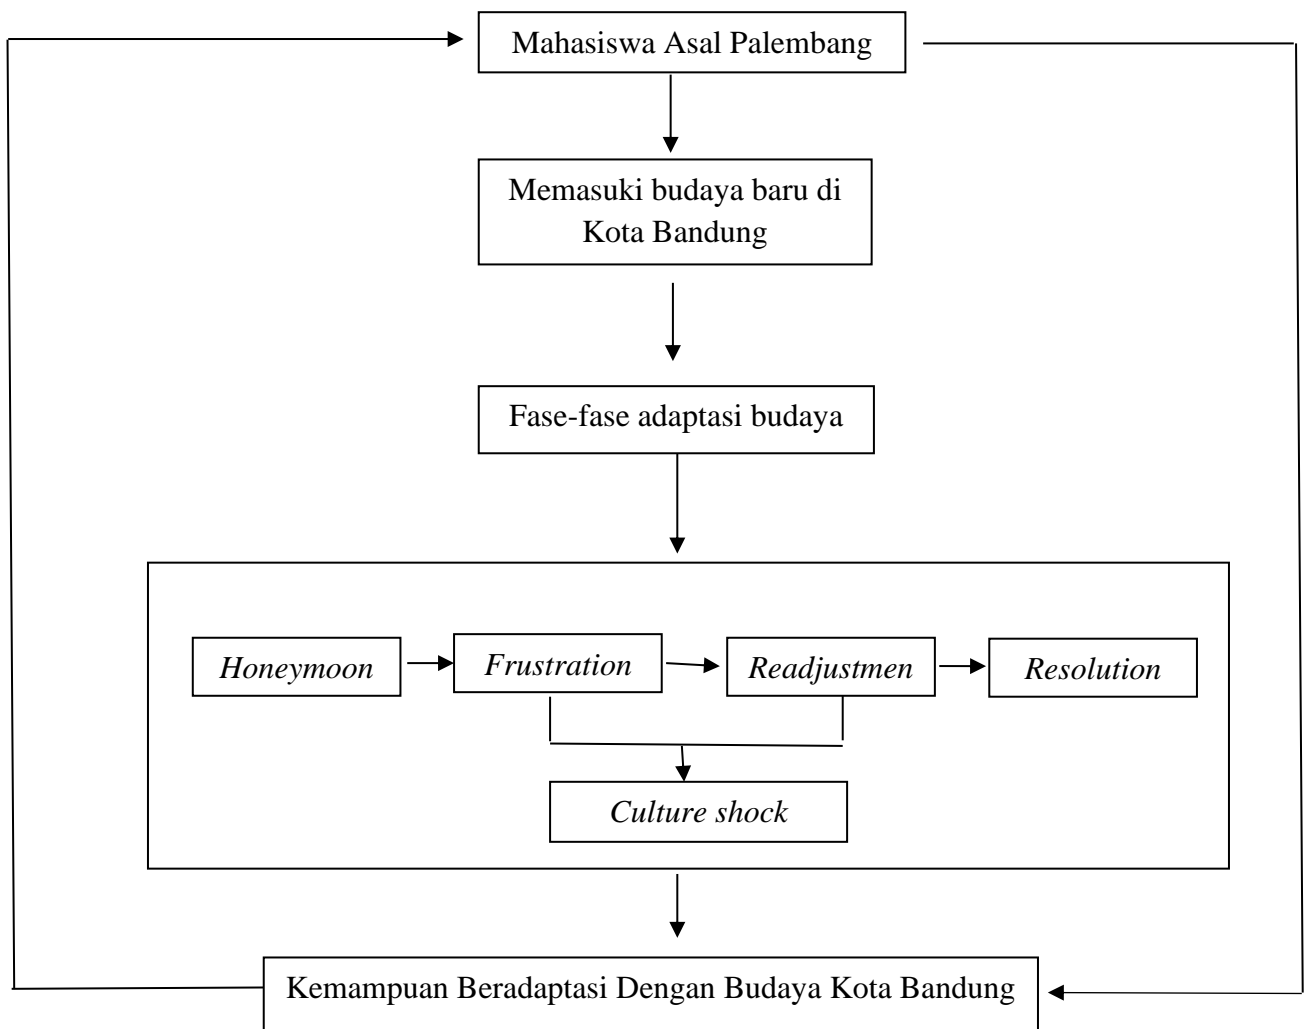 Mahasiswa Asal Palembang
Memasuki budaya baru di
Kota Bandung
Fase-fase adaptasi budaya
Honeymoon
Frustration
Readjustmen
Resolution
Culture shock
Kemampuan Beradaptasi Dengan Budaya Kota Bandung